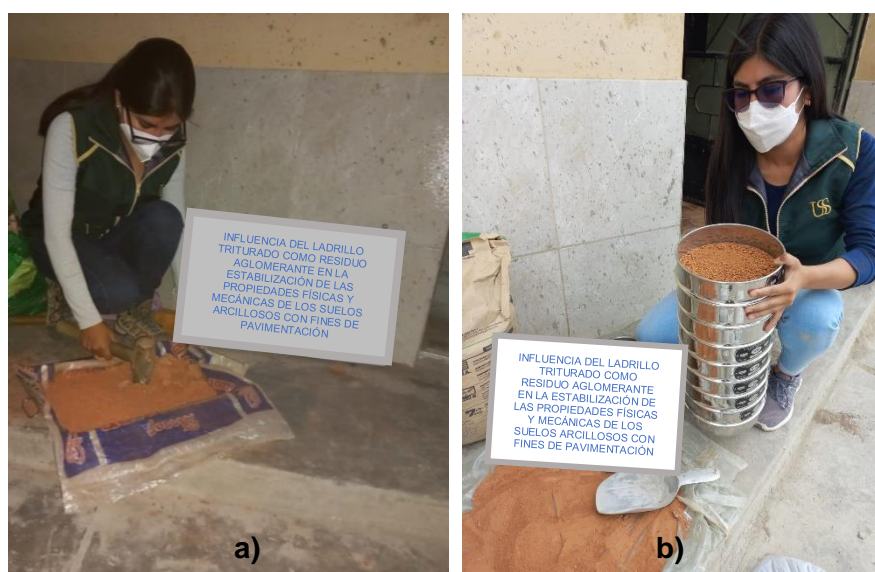 INFLUENCIA DEL LADRILLO
TRITURADO COMO RESIDUO
AGLOMERANTE EN LA
ESTABILIZACIÓN DE LAS
PROPIEDADES FÍSICAS Y
MECÁNICAS DE LOS SUELOS
ARCILLOSOS CON FINES DE
PAVIMENTACIÓN
a)
USS
INFLUENCIA DEL LADRILLO
TRITURADO COMO
RESIDUO AGLOMERANTE
EN LA ESTABILIZACIÓN DE
LAS PROPIEDADES FÍSICAS
Y MECÁNICAS DE LOS
SUELOS ARCILLOSOS CON
FINES DE PAVIMENTACIÓN
b)